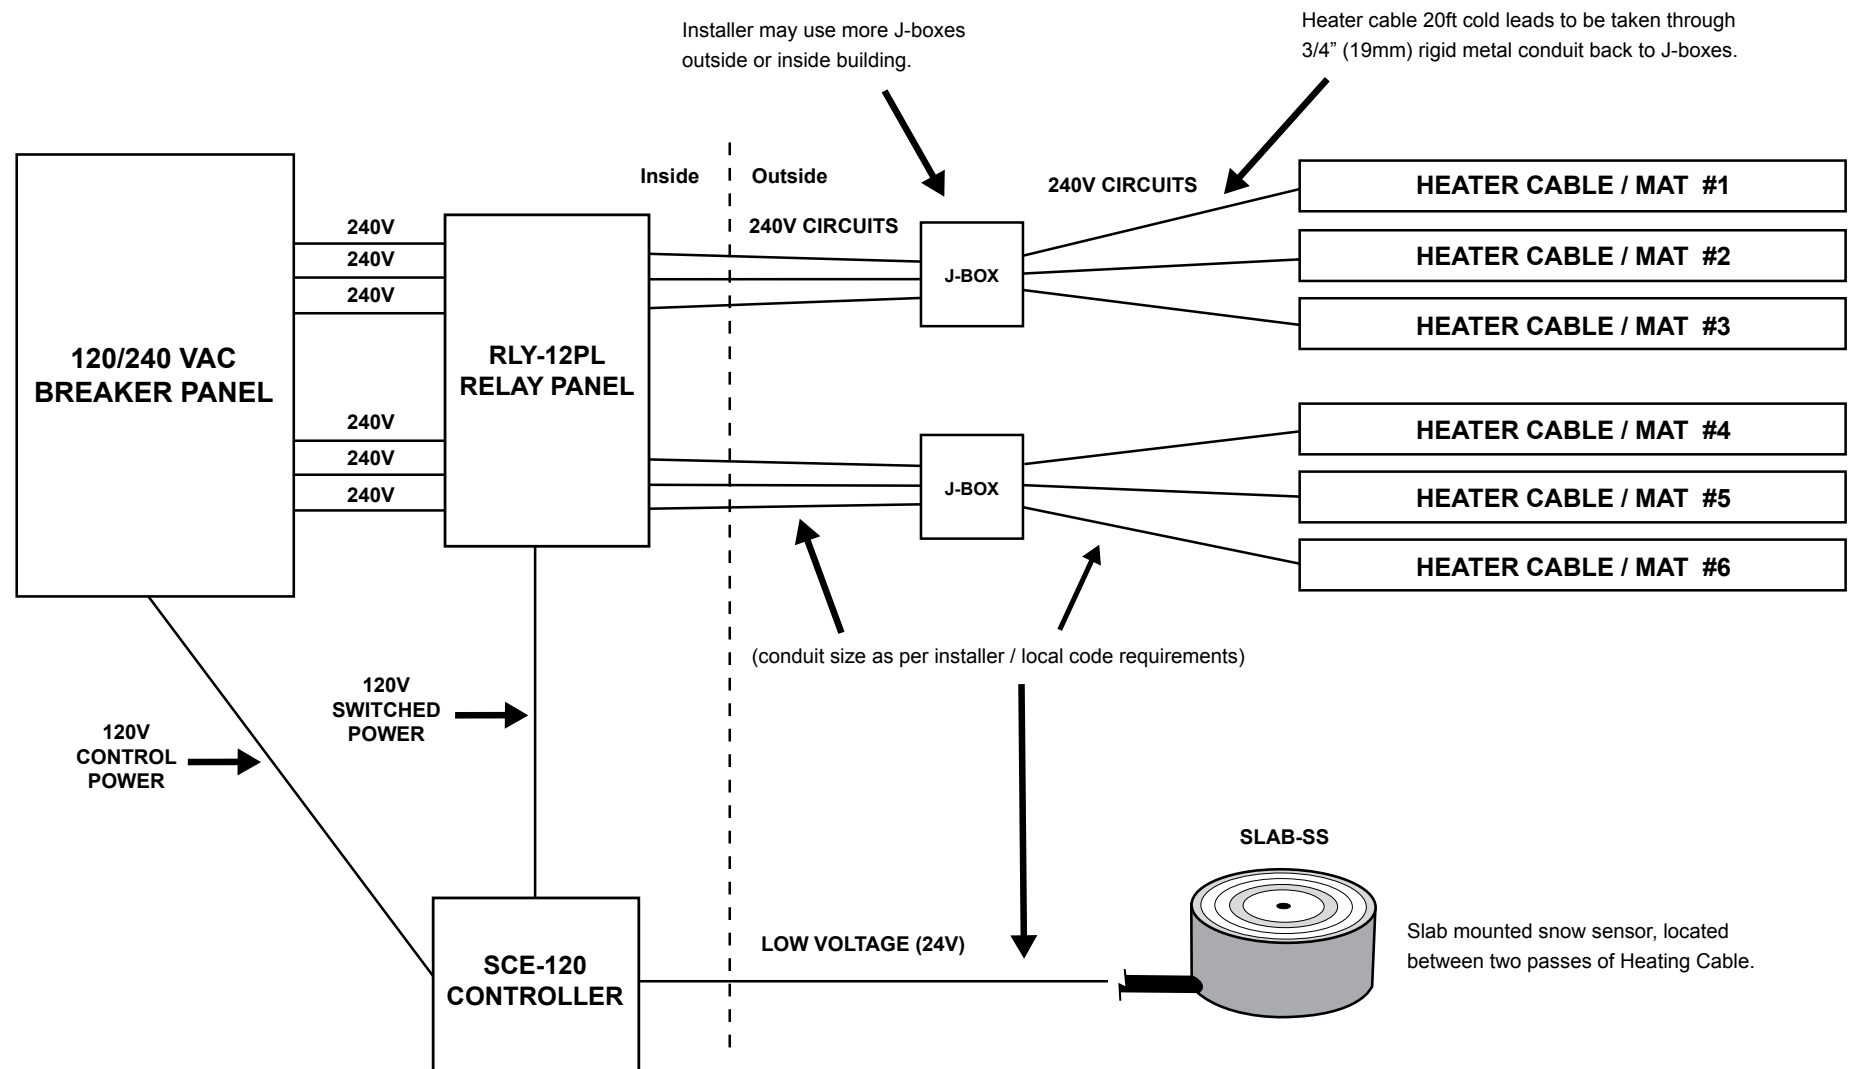 Installer may use more J-boxes
outside or inside building.
Heater cable 20ft cold leads to be taken through
3/4” (19mm) rigid metal conduit back to J-boxes.
Inside
Outside
240V CIRCUITS
240V CIRCUITS
120/240 VAC
BREAKER PANEL
240V
240V
240V
240V
240V
240V
RLY-12PL
RELAY PANEL
J-BOX
J-BOX
HEATER CABLE / MAT #1
HEATER CABLE / MAT #2
HEATER CABLE / MAT #3
HEATER CABLE / MAT #4
HEATER CABLE / MAT #5
HEATER CABLE / MAT #6
(conduit size as per installer / local code requirements)
120V
SWITCHED
POWER
120V
CONTROL
POWER
SLAB-SS
LOW VOLTAGE (24V)
SCE-120
CONTROLLER
Slab mounted snow sensor, located
between two passes of Heating Cable.